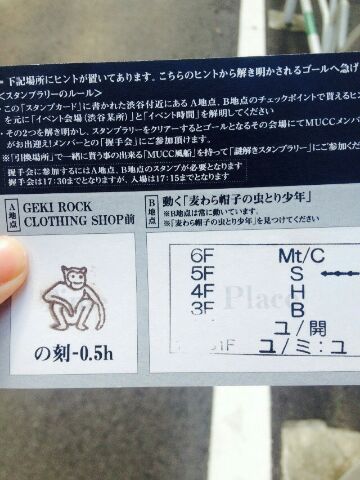 * 下記場所にヒントが置いてあります。こちらのヒントから解き明かされるゴールへ急げ
<スタンプラリーのルール>
・この「スタンプカード」に書かれた渋谷付近にあるA地点、B地点のチェックポイントで貰えるヒ
を元に「イベント会場(渋谷某所)」と「イベント時間」を解明してください
・その2つを解き明かし、スタンプラリーをクリアーするとゴールとなるその会場にてMUCCメン
がお出迎え!メンバーとの「握手会」にご参加頂けます。
※「引換場所」で一緒に買う事の出来る「MUCC風船」を持って「謎解きスタンプラリー」にご参加くだ
握手会に参加するにはA地点、B地点のスタンプが必要となります
握手会は17:30までとなりますが、入場は17:15までとなります
A地点
GEKI ROCK
CLOTHING SHOP前
の刻-0.5h
B地点
動く「麦わら帽子の虫とり少年」
※B地点は常に動いています。
※「麦わら帽子の虫とり少年」を見つけてください
Place
6F Mt/C
5F S
4F H
3F B
ユ/開
1F ユ/ミ:ユ